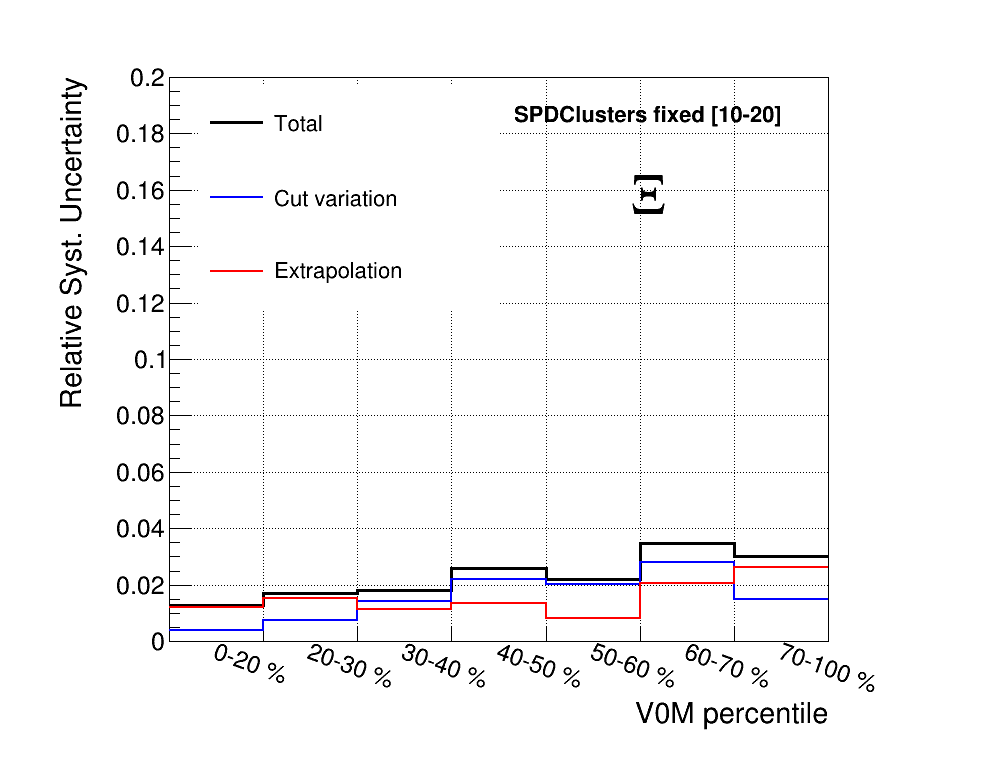 SPDClusters fixed [10-20]
Ξ
Total
Cut variation
Extrapolation
Relative Syst. Uncertainty
0.2
0.18
0.16
0.14
0.12
0.1
0.08
0.06
0.04
0.02
0
0-20 %
20-30 %
30-40 %
40-50 %
50-60 %
60-70 %
70-100 %
V0M percentile